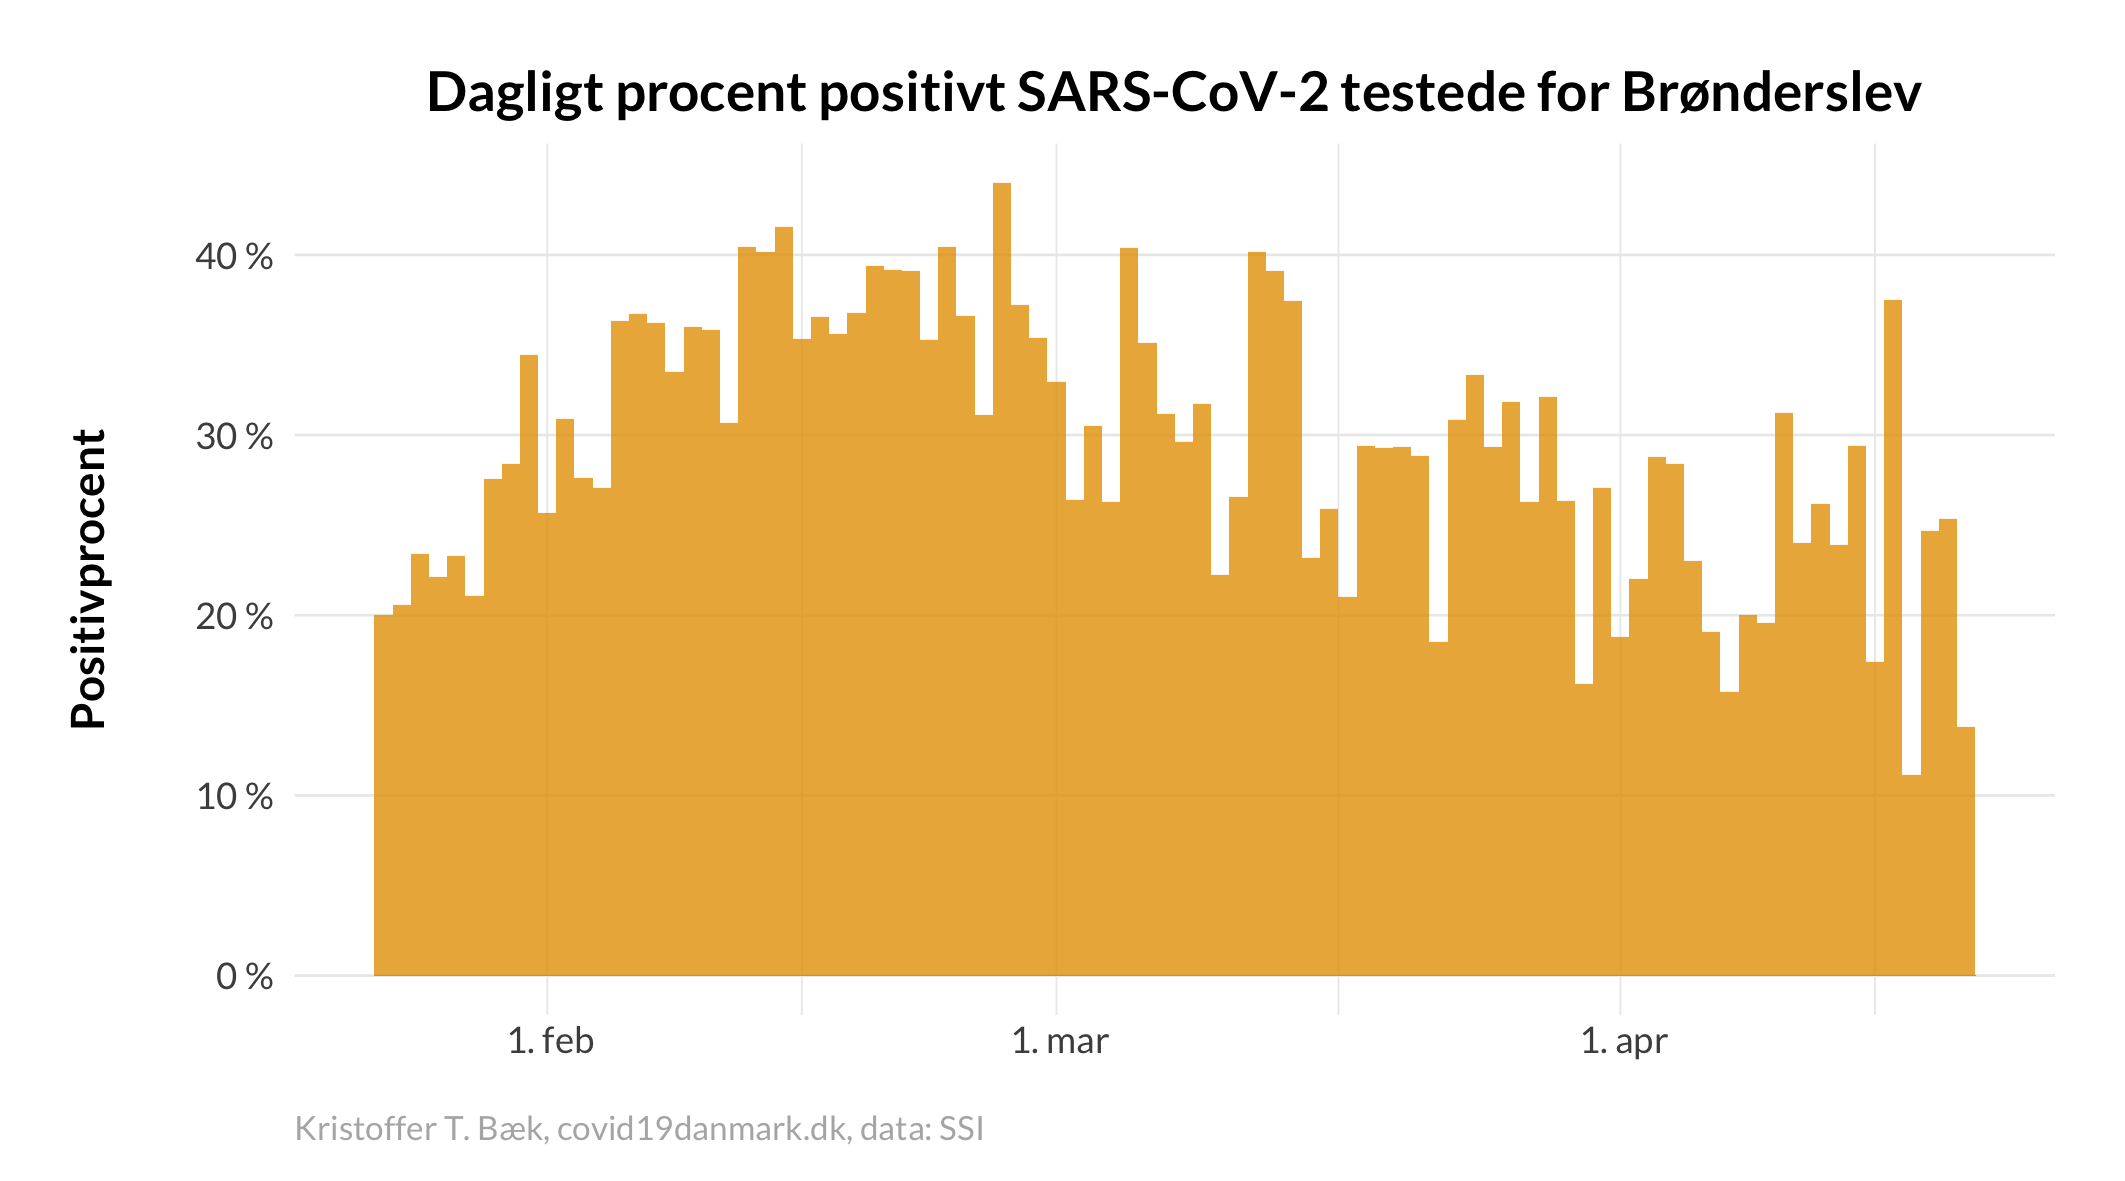 Dagligt procent positivt SARS-CoV-2 testede for Brønderslev
Positivprocent
40 %
30 %
20 %
10 %
0 %
1. feb
1. mar
1. apr
Kristoffer T. Bæk, covid19danmark.dk, data: SSI